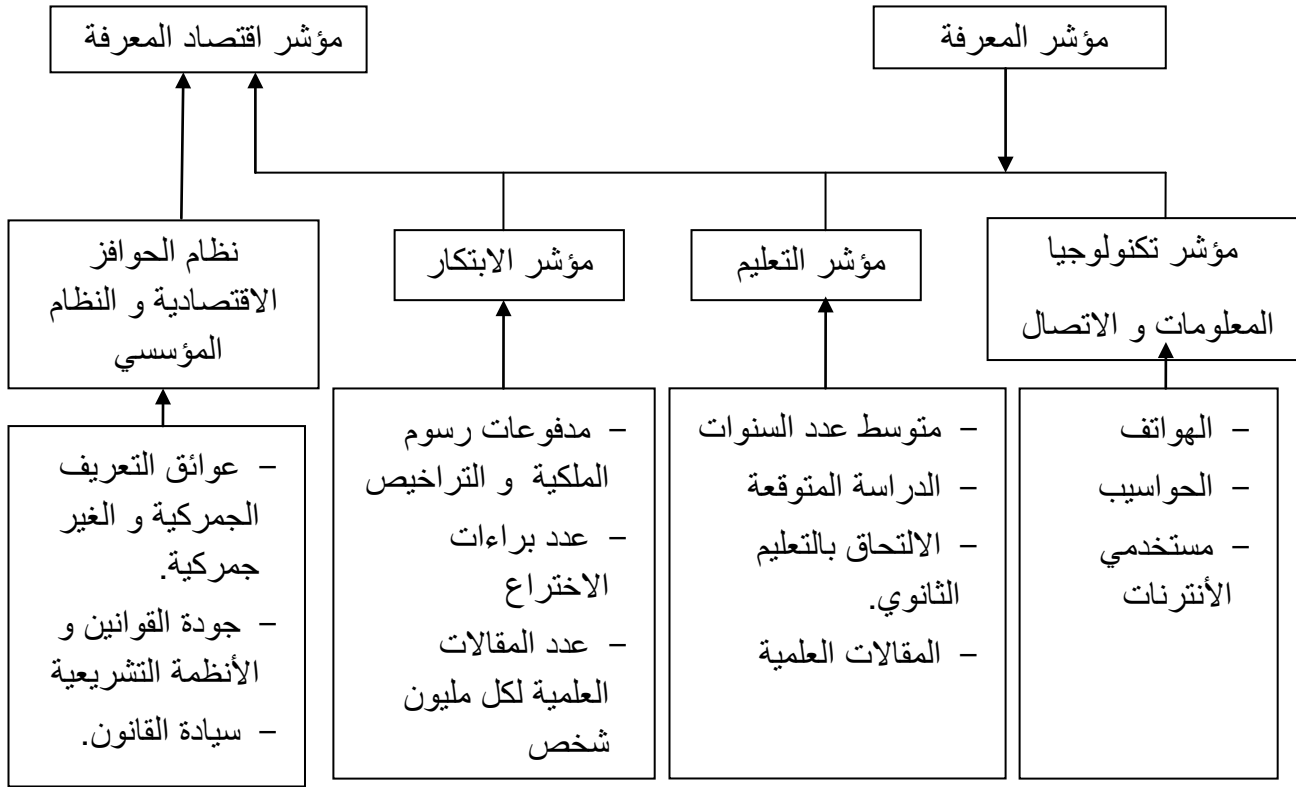 مؤشر المعرفة
مؤشر اقتصاد المعرفة
مؤشر تكنولوجيا
المعلومات و الاتصال
مؤشر التعليم
مؤشر الابتكار
نظام الحوافز
الاقتصادية و النظام
المؤسسي
– الهواتف
– الحواسيب
– مستخدمي
الأنترنات
– متوسط عدد السنوات
– الدراسة المتوقعة
– الالتحاق بالتعليم
الثانوي.
– المقالات العلمية
– مدفوعات رسوم
الملكية و التراخيص
– عدد براءات
الاختراع
– عدد المقالات
العلمية لكل مليون
شخص
– عوائق التعريف
الجمركية و الغير
جمركية.
– جودة القوانين و
الأنظمة التشريعية
– سيادة القانون.